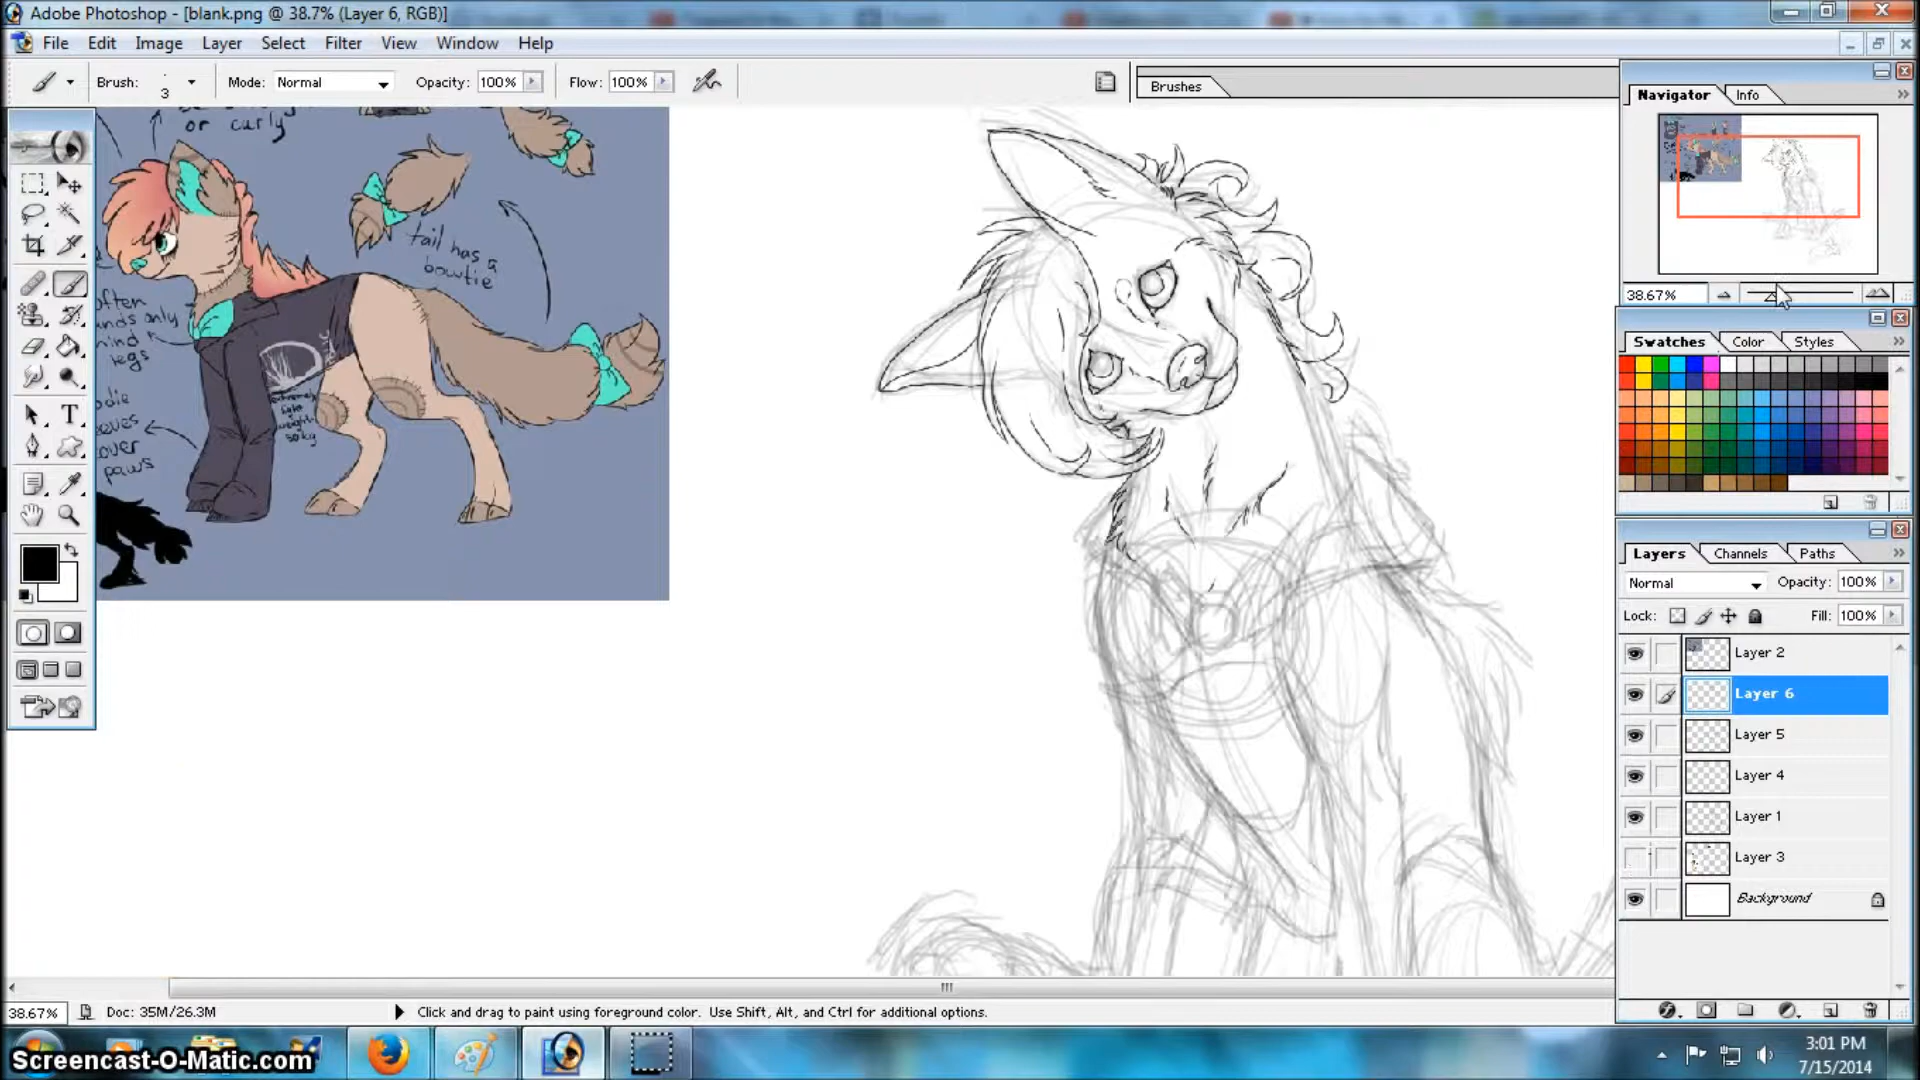 Adobe Photoshop - [blank.png @ 38.7% (Layer 6, RGB)]
File Edit Image Layer Select Filter View Window Help
Brush: 3 Mode: Normal Opacity: 100% Flow: 100%
Brushes
Navigator Info
38.67%
Swatches Color Styles
Layers Channels Paths
Normal Opacity: 100%
Lock: Fill: 100%
Layer 2
Layer 6
Layer 5
Layer 4
Layer 1
Layer 3
Background
or curly
tail has a
bowtie
often
only
legs
sleeves
cover
paws
weight
50kg
38.67% Doc: 35M/26.3M Click and drag to paint using foreground color. Use Shift, Alt, and Ctrl for additional options.
Screencast-O-Matic.com
3:01 PM
7/15/2014